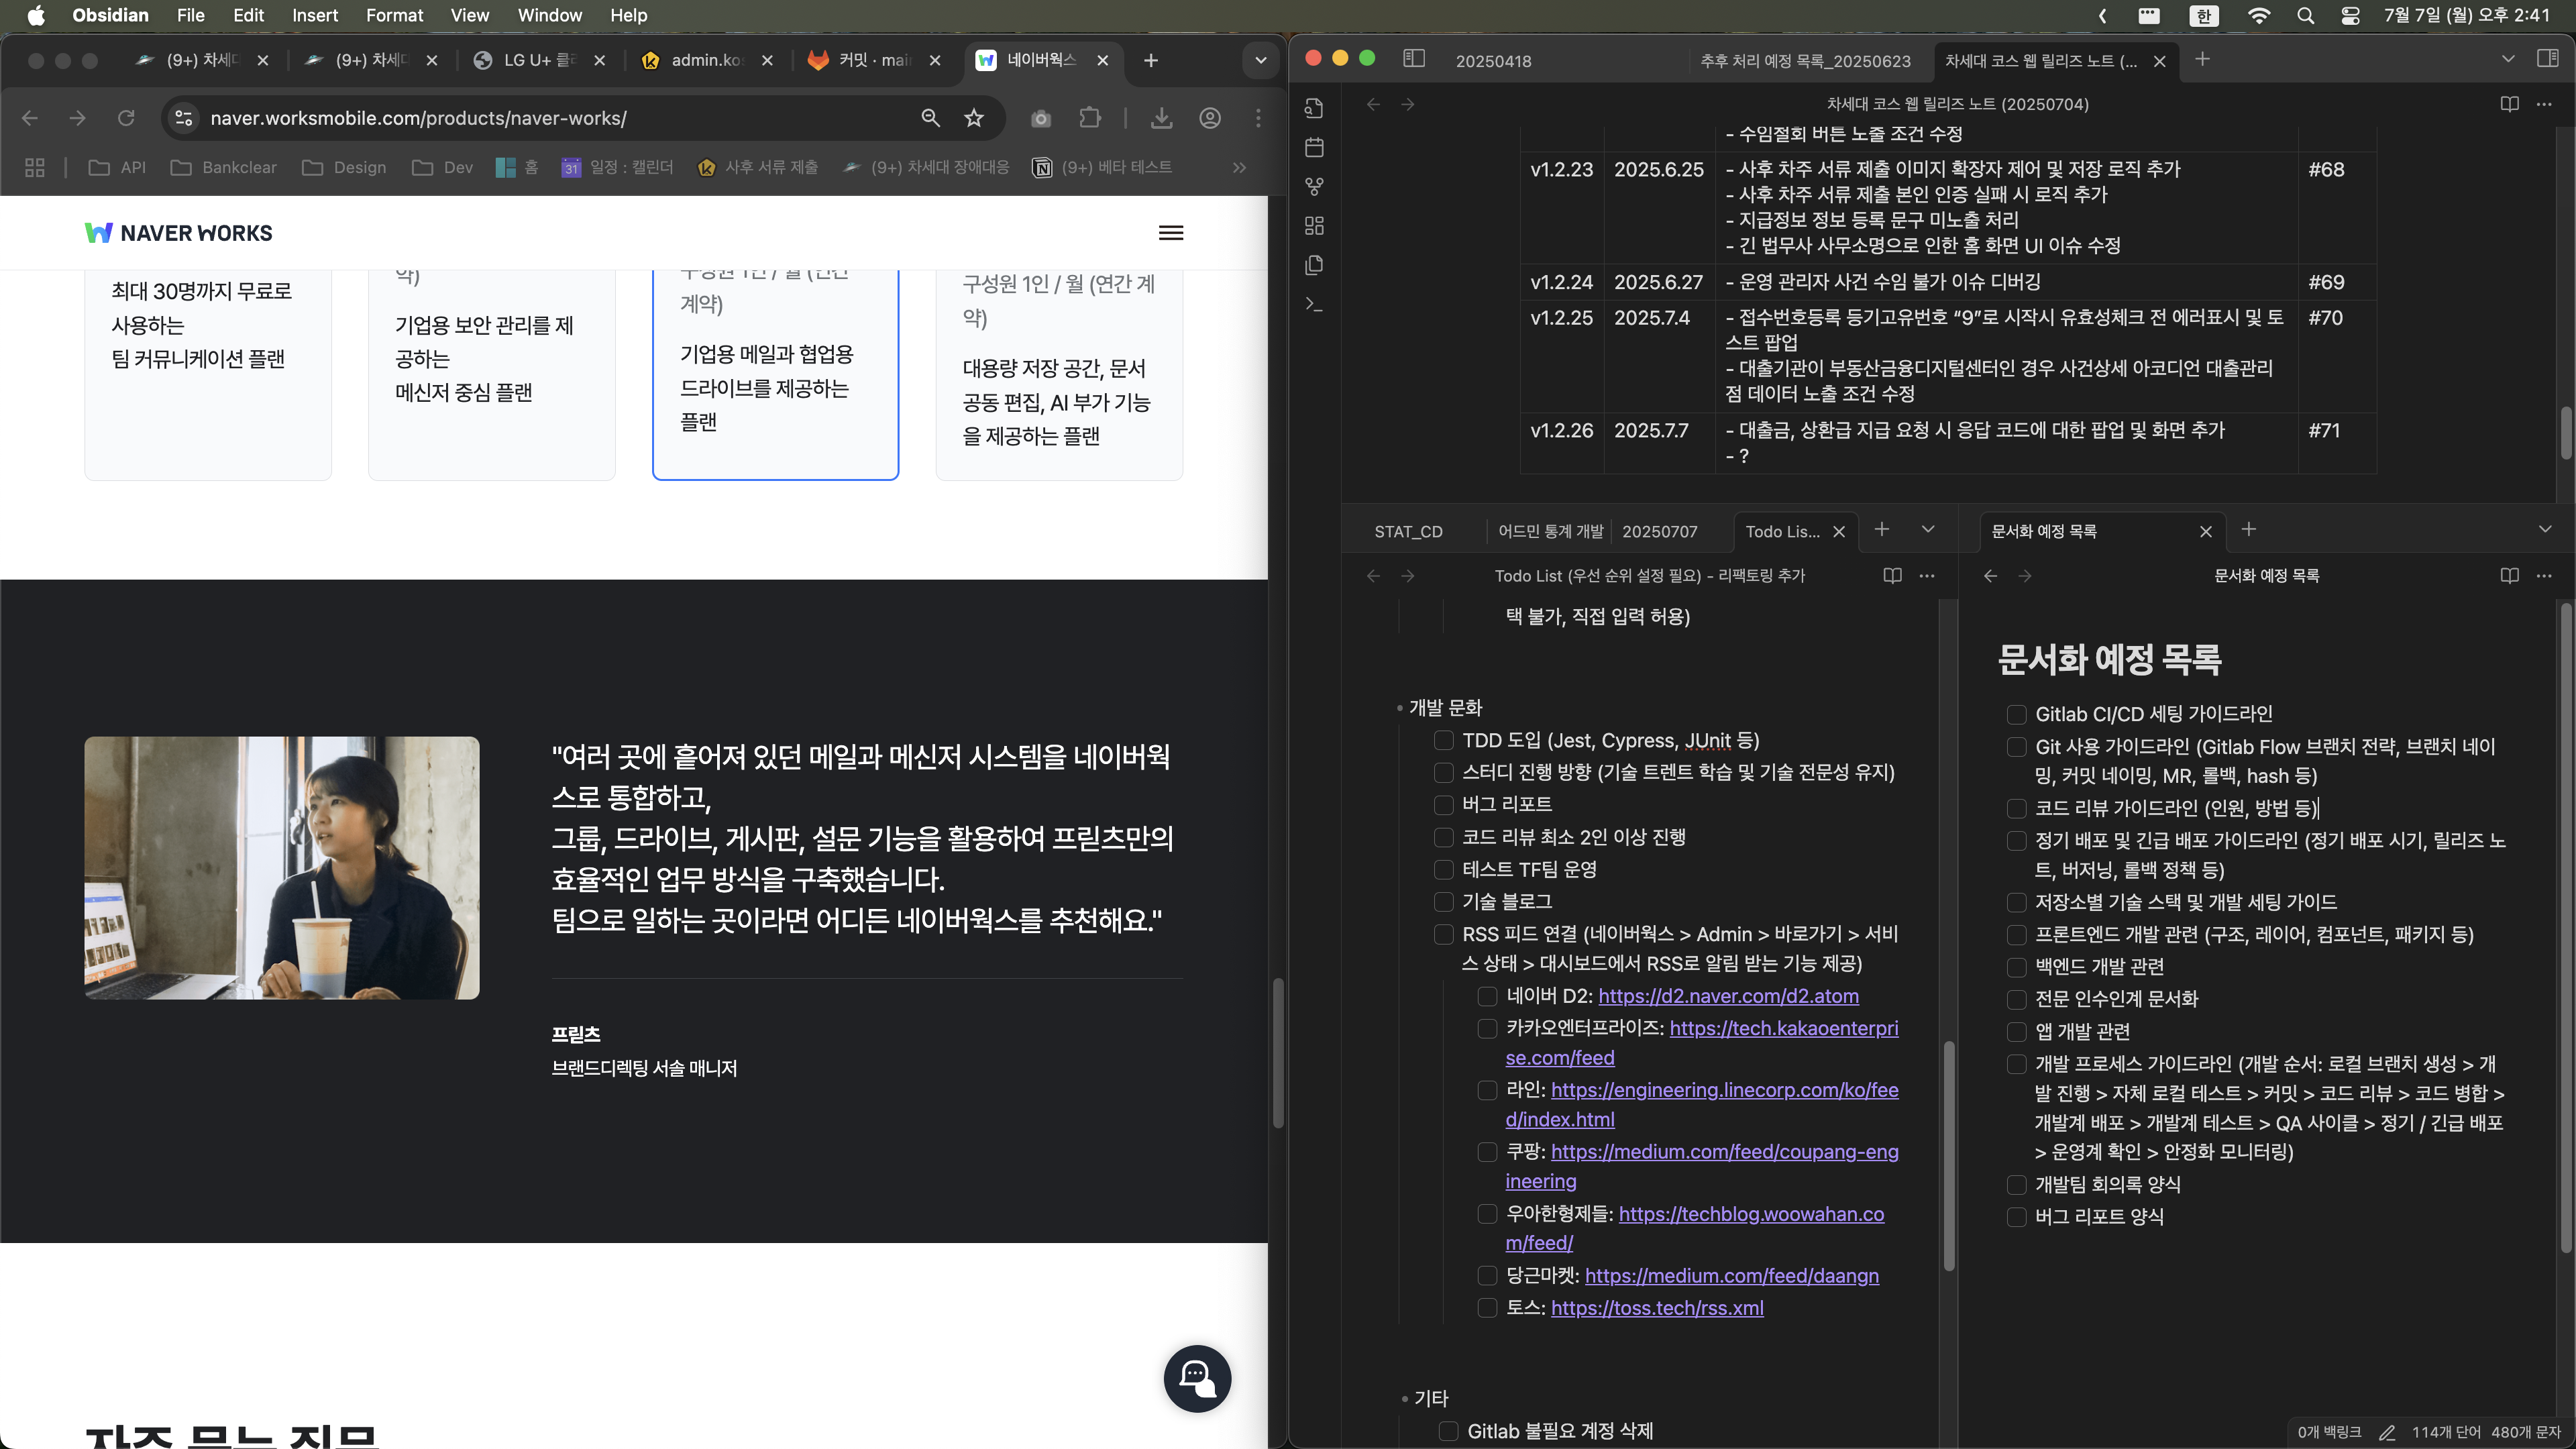 Obsidian File Edit Insert Format View Window Help
한 7월 7일 (월) 오후 2:41
(9+) 차세대
(9+) 차세대
LG U+ 클
admin.kos
커밋 · main
네이버웍스
naver.worksmobile.com/products/naver-works/
API Bankclear Design Dev 홈 일정 : 캘린더 사후 서류 제출 (9+) 차세대 장애대응 (9+) 베타 테스트
NAVER WORKS
최대 30명까지 무료로
사용하는
팀 커뮤니케이션 플랜
약)
기업용 보안 관리를 제
공하는
메신저 중심 플랜
구성원 1인 / 월 (연간
계약)
기업용 메일과 협업용
드라이브를 제공하는
플랜
구성원 1인 / 월 (연간 계
약)
대용량 저장 공간, 문서
공동 편집, AI 부가 기능
을 제공하는 플랜
"여러 곳에 흩어져 있던 메일과 메신저 시스템을 네이버웍
스로 통합하고,
그룹, 드라이브, 게시판, 설문 기능을 활용하여 프릳츠만의
효율적인 업무 방식을 구축했습니다.
팀으로 일하는 곳이라면 어디든 네이버웍스를 추천해요."
프릳츠
브랜드디렉팅 서솔 매니저
자주 묻는 질문
20250418
추후 처리 예정 목록_20250623
차세대 코스 웹 릴리즈 노트 (...
차세대 코스 웹 릴리즈 노트 (20250704)
- 수임철회 버튼 노출 조건 수정
v1.2.23 2025.6.25 - 사후 차주 서류 제출 이미지 확장자 제어 및 저장 로직 추가 #68
- 사후 차주 서류 제출 본인 인증 실패 시 로직 추가
- 지급정보 정보 등록 문구 미노출 처리
- 긴 법무사 사무소명으로 인한 홈 화면 UI 이슈 수정
v1.2.24 2025.6.27 - 운영 관리자 사건 수임 불가 이슈 디버깅 #69
v1.2.25 2025.7.4 - 접수번호등록 등기고유번호 “9”로 시작시 유효성체크 전 에러표시 및 토 #70
스트 팝업
- 대출기관이 부동산금융디지털센터인 경우 사건상세 아코디언 대출관리
점 데이터 노출 조건 수정
v1.2.26 2025.7.7 - 대출금, 상환급 지급 요청 시 응답 코드에 대한 팝업 및 화면 추가 #71
- ?
STAT_CD
어드민 통계 개발
20250707
Todo Lis...
Todo List (우선 순위 설정 필요) - 리팩토링 추가
택 불가, 직접 입력 허용)
개발 문화
TDD 도입 (Jest, Cypress, JUnit 등)
스터디 진행 방향 (기술 트렌트 학습 및 기술 전문성 유지)
버그 리포트
코드 리뷰 최소 2인 이상 진행
테스트 TF팀 운영
기술 블로그
RSS 피드 연결 (네이버웍스 > Admin > 바로가기 > 서비
스 상태 > 대시보드에서 RSS로 알림 받는 기능 제공)
네이버 D2: https://d2.naver.com/d2.atom
카카오엔터프라이즈: https://tech.kakaoenterpri
se.com/feed
라인: https://engineering.linecorp.com/ko/fee
d/index.html
쿠팡: https://medium.com/feed/coupang-eng
ineering
우아한형제들: https://techblog.woowahan.co
m/feed/
당근마켓: https://medium.com/feed/daangn
토스: https://toss.tech/rss.xml
기타
Gitlab 불필요 계정 삭제
문서화 예정 목록
문서화 예정 목록
문서화 예정 목록
Gitlab CI/CD 세팅 가이드라인
Git 사용 가이드라인 (Gitlab Flow 브랜치 전략, 브랜치 네이
밍, 커밋 네이밍, MR, 롤백, hash 등)
코드 리뷰 가이드라인 (인원, 방법 등)
정기 배포 및 긴급 배포 가이드라인 (정기 배포 시기, 릴리즈 노
트, 버저닝, 롤백 정책 등)
저장소별 기술 스택 및 개발 세팅 가이드
프론트엔드 개발 관련 (구조, 레이어, 컴포넌트, 패키지 등)
백엔드 개발 관련
전문 인수인계 문서화
앱 개발 관련
개발 프로세스 가이드라인 (개발 순서: 로컬 브랜치 생성 > 개
발 진행 > 자체 로컬 테스트 > 커밋 > 코드 리뷰 > 코드 병합 >
개발계 배포 > 개발계 테스트 > QA 사이클 > 정기 / 긴급 배포
> 운영계 확인 > 안정화 모니터링)
개발팀 회의록 양식
버그 리포트 양식
0개 백링크 114개 단어 480개 문자